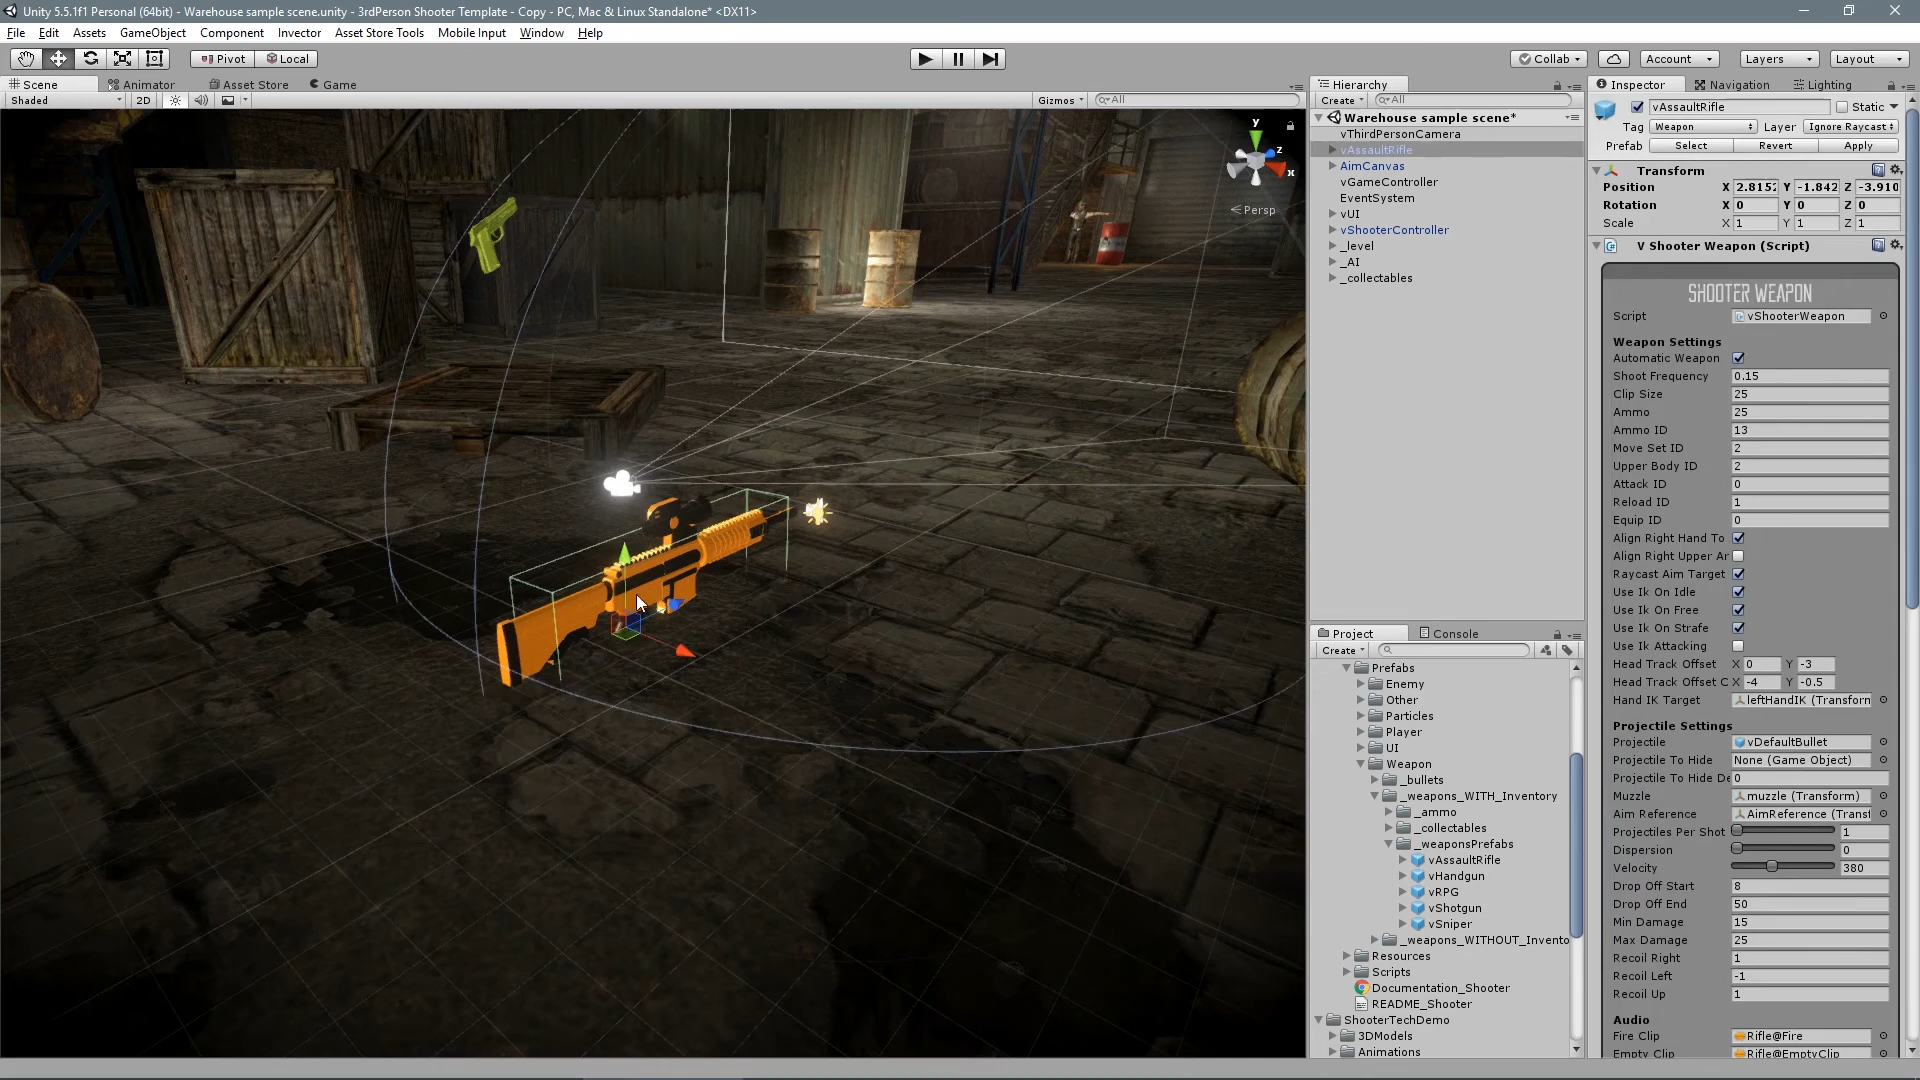 Unity 5.5.1f1 Personal (64bit) - Warehouse sample scene.unity - 3rdPerson Shooter Template - Copy - PC, Mac & Linux Standalone* <DX11>
File Edit Assets GameObject Component Invector Asset Store Tools Mobile Input Window Help
Pivot Local Collab Account Layers Layout
Scene Animator Asset Store Game
Shaded 2D Gizmos All
y z x
Persp
Hierarchy
Create All
Warehouse sample scene*
vThirdPersonCamera
vAssaultRifle
AimCanvas
vGameController
EventSystem
vUI
vShooterController
_level
_AI
_collectables
Project Console
Create
Prefabs
Enemy
Other
Particles
Player
UI
Weapon
_bullets
_weapons_WITH_Inventory
_ammo
_collectables
_weaponsPrefabs
vAssaultRifle
vHandgun
vRPG
vShotgun
vSniper
_weapons_WITHOUT_Invento
Resources
Scripts
Documentation_Shooter
README_Shooter
ShooterTechDemo
3DModels
Animations
Inspector Navigation Lighting
vAssaultRifle Static
Tag Weapon Layer Ignore Raycast
Prefab Select Revert Apply
Transform
Position X 2.8152 Y -1.842 Z -3.910
Rotation X 0 Y 0 Z 0
Scale X 1 Y 1 Z 1
V Shooter Weapon (Script)
SHOOTER WEAPON
Script vShooterWeapon
Weapon Settings
Automatic Weapon
Shoot Frequency 0.15
Clip Size 25
Ammo 25
Ammo ID 13
Move Set ID 2
Upper Body ID 2
Attack ID 0
Reload ID 1
Equip ID 0
Align Right Hand To
Align Right Upper Ar
Raycast Aim Target
Use Ik On Idle
Use Ik On Free
Use Ik On Strafe
Use Ik Attacking
Head Track Offset X 0 Y -3
Head Track Offset C X -4 Y -0.5
Hand IK Target leftHandIK (Transforn
Projectile Settings
Projectile vDefaultBullet
Projectile To Hide None (Game Object)
Projectile To Hide De 0
Muzzle muzzle (Transform)
Aim Reference AimReference (Transf
Projectiles Per Shot 1
Dispersion 0
Velocity 380
Drop Off Start 8
Drop Off End 50
Min Damage 15
Max Damage 25
Recoil Right 1
Recoil Left -1
Recoil Up 1
Audio
Fire Clip Rifle@Fire
Empty Clip Rifle@EmptyClip